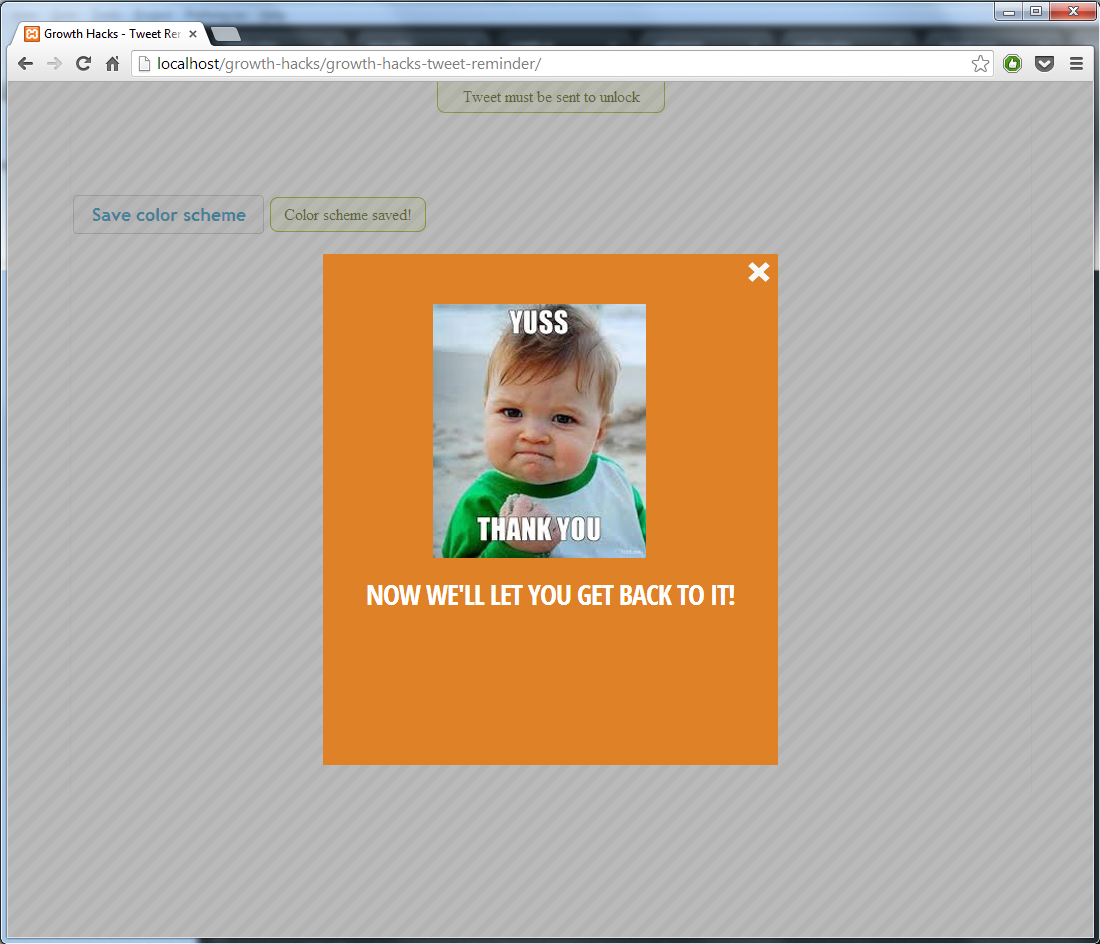 Growth Hacks - Tweet Rer
localhost/growth-hacks/growth-hacks-tweet-reminder/
Tweet must be sent to unlock
Save color scheme
Color scheme saved!
YUSS
THANK YOU
NOW WE'LL LET YOU GET BACK TO IT!